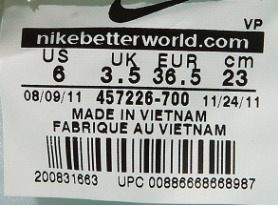 VP
nikebetterworld.com
US UK EUR cm
6 3.5 36.5 23
08/09/11 457226-700 11/24/11
MADE IN VIETNAM
FABRIQUE AU VIETNAM
200831663 UPC 00886668668987